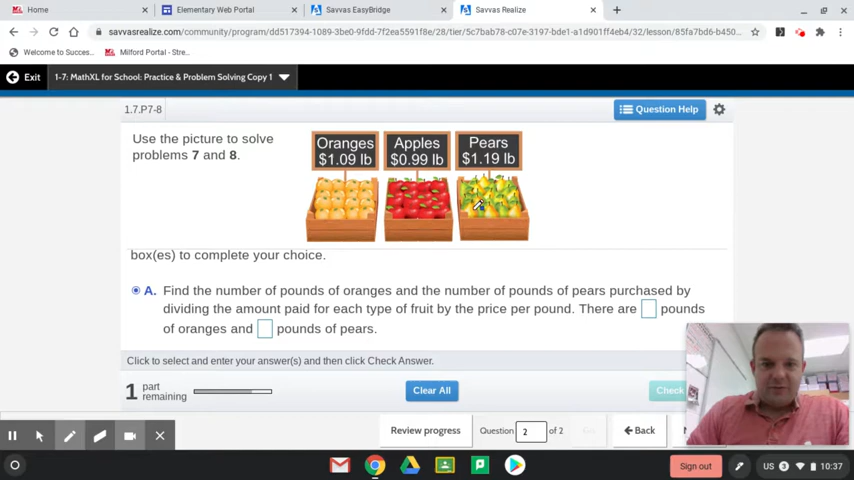 Home
Elementary Web Portal
Savvas EasyBridge
Savvas Realize
savvasrealize.com/community/program/dd517394-1089-3be0-9fdd-7f2ea5591f8e/28/tier/5c7bab78-c07e-3197-bde1-d901ff4eb4/32/lesson/85fa7bd6-b450...
Welcome to Succes...
Milford Portal - Stre...
Exit
1-7: MathXL for School: Practice & Problem Solving Copy 1
1.7.P7-8
Question Help
Use the picture to solve
problems 7 and 8.
Oranges
$1.09 lb
Apples
$0.99 lb
Pears
$1.19 lb
box(es) to complete your choice.
A. Find the number of pounds of oranges and the number of pounds of pears purchased by
dividing the amount paid for each type of fruit by the price per pound. There are pounds
of oranges and pounds of pears.
Click to select and enter your answer(s) and then click Check Answer.
1 part
remaining
Clear All
Check
Review progress
Question 2 of 2
Back
Sign out
US 3 10:37